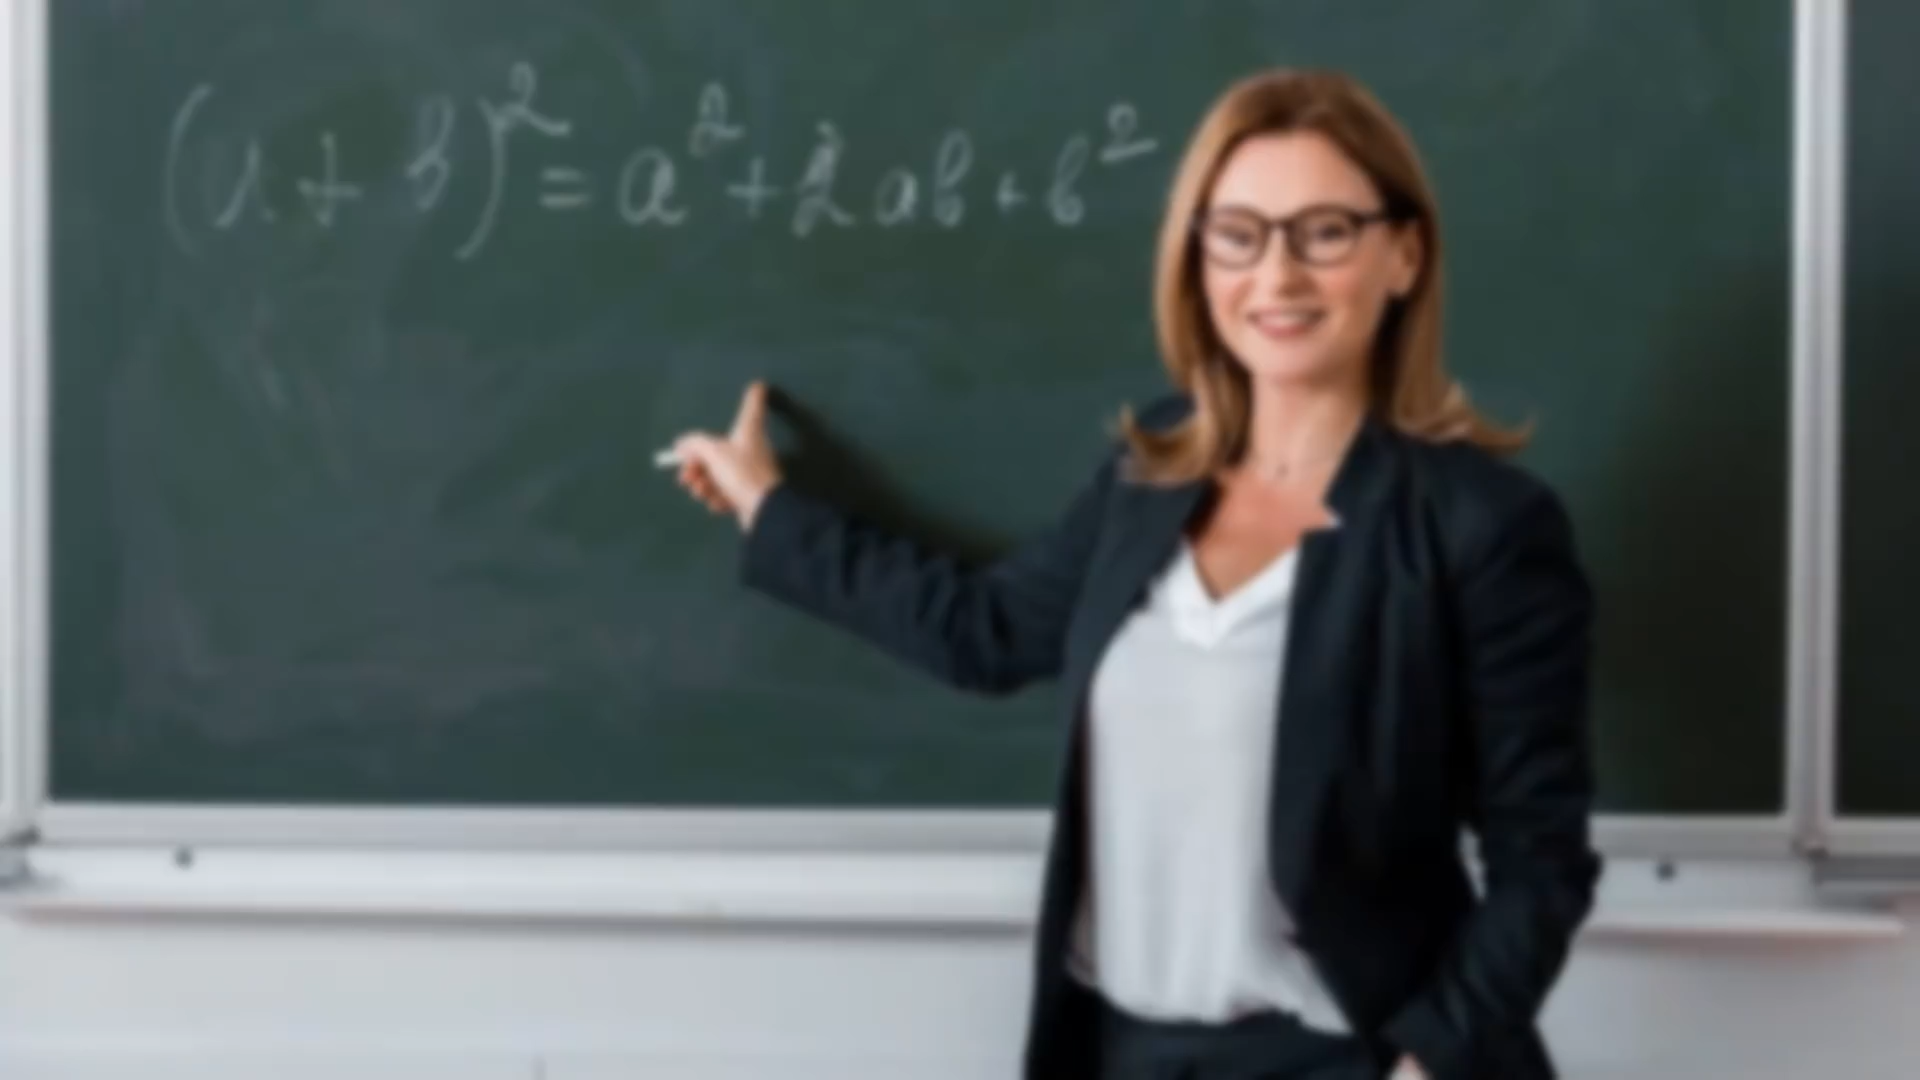 (a + b)² = a² + 2ab + b²